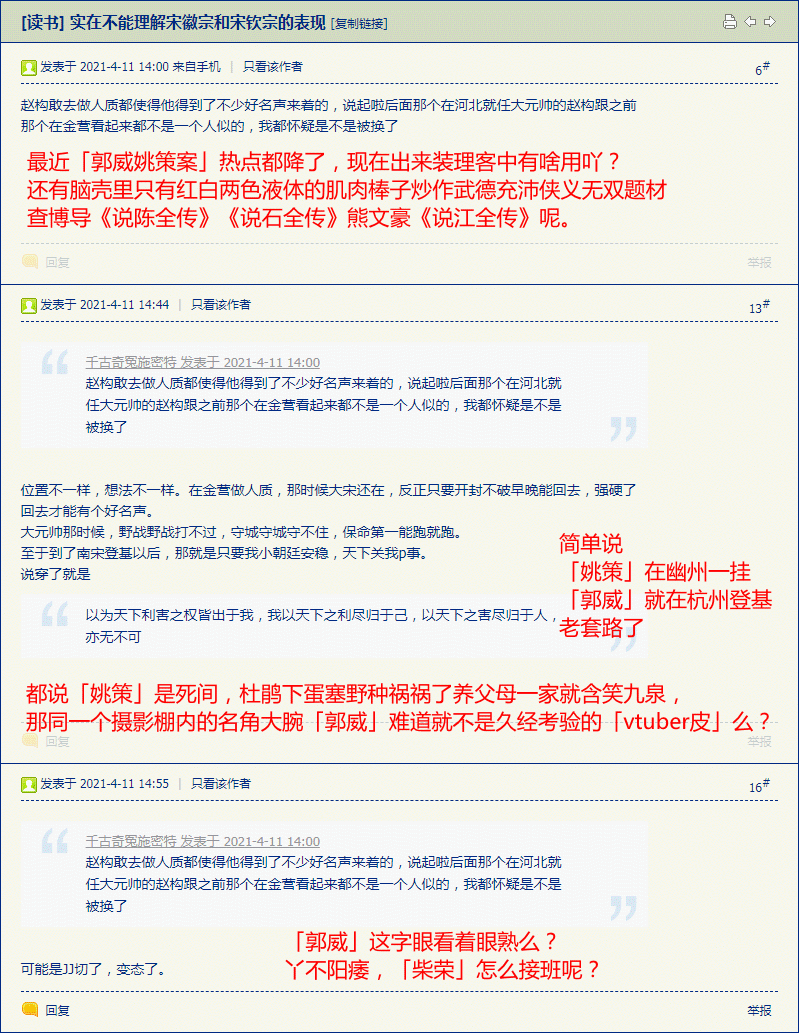 [读书] 实在不能理解宋徽宗和宋钦宗的表现 [复制链接]
发表于 2021-4-11 14:00 来自手机 | 只看该作者
6#
赵构敢去做人质都使得他得到了不少好名声来着的，说起啦后面那个在河北就任大元帅的赵构跟之前
那个在金营看起来都不是一个人似的，我都怀疑是不是被换了
最近「郭威姚策案」热点都降了，现在出来装理客中有啥用吖？
还有脑壳里只有红白两色液体的肌肉棒子炒作武德充沛侠义无双题材
查博导《说陈全传》《说石全传》熊文豪《说江全传》呢。
回复
举报
发表于 2021-4-11 14:44 | 只看该作者
13#
千古奇冤施密特 发表于 2021-4-11 14:00
赵构敢去做人质都使得他得到了不少好名声来着的，说起啦后面那个在河北就
任大元帅的赵构跟之前那个在金营看起来都不是一个人似的，我都怀疑是不是
被换了
位置不一样，想法不一样。在金营做人质，那时候大宋还在，反正只要开封不破早晚能回去，强硬了
回去才能有个好名声。
大元帅那时候，野战野战打不过，守城守城守不住，保命第一能跑就跑。
至于到了南宋登基以后，那就是只要我小朝廷安稳，天下关我p事。
说穿了就是
简单说
「姚策」在幽州一挂
「郭威」就在杭州登基
老套路了
以为天下利害之权皆出于我，我以天下之利尽归于己，以天下之害尽归于人，
亦无不可
都说「姚策」是死间，杜鹃下蛋塞野种祸祸了养父母一家就含笑九泉，
那同一个摄影棚内的名角大腕「郭威」难道就不是久经考验的「vtuber皮」么？
回复
举报
发表于 2021-4-11 14:55 | 只看该作者
16#
千古奇冤施密特 发表于 2021-4-11 14:00
赵构敢去做人质都使得他得到了不少好名声来着的，说起啦后面那个在河北就
任大元帅的赵构跟之前那个在金营看起来都不是一个人似的，我都怀疑是不是
被换了
「郭威」这字眼看着眼熟么？
丫不阳痿，「柴荣」怎么接班呢？
可能是JJ切了，变态了。
回复
举报